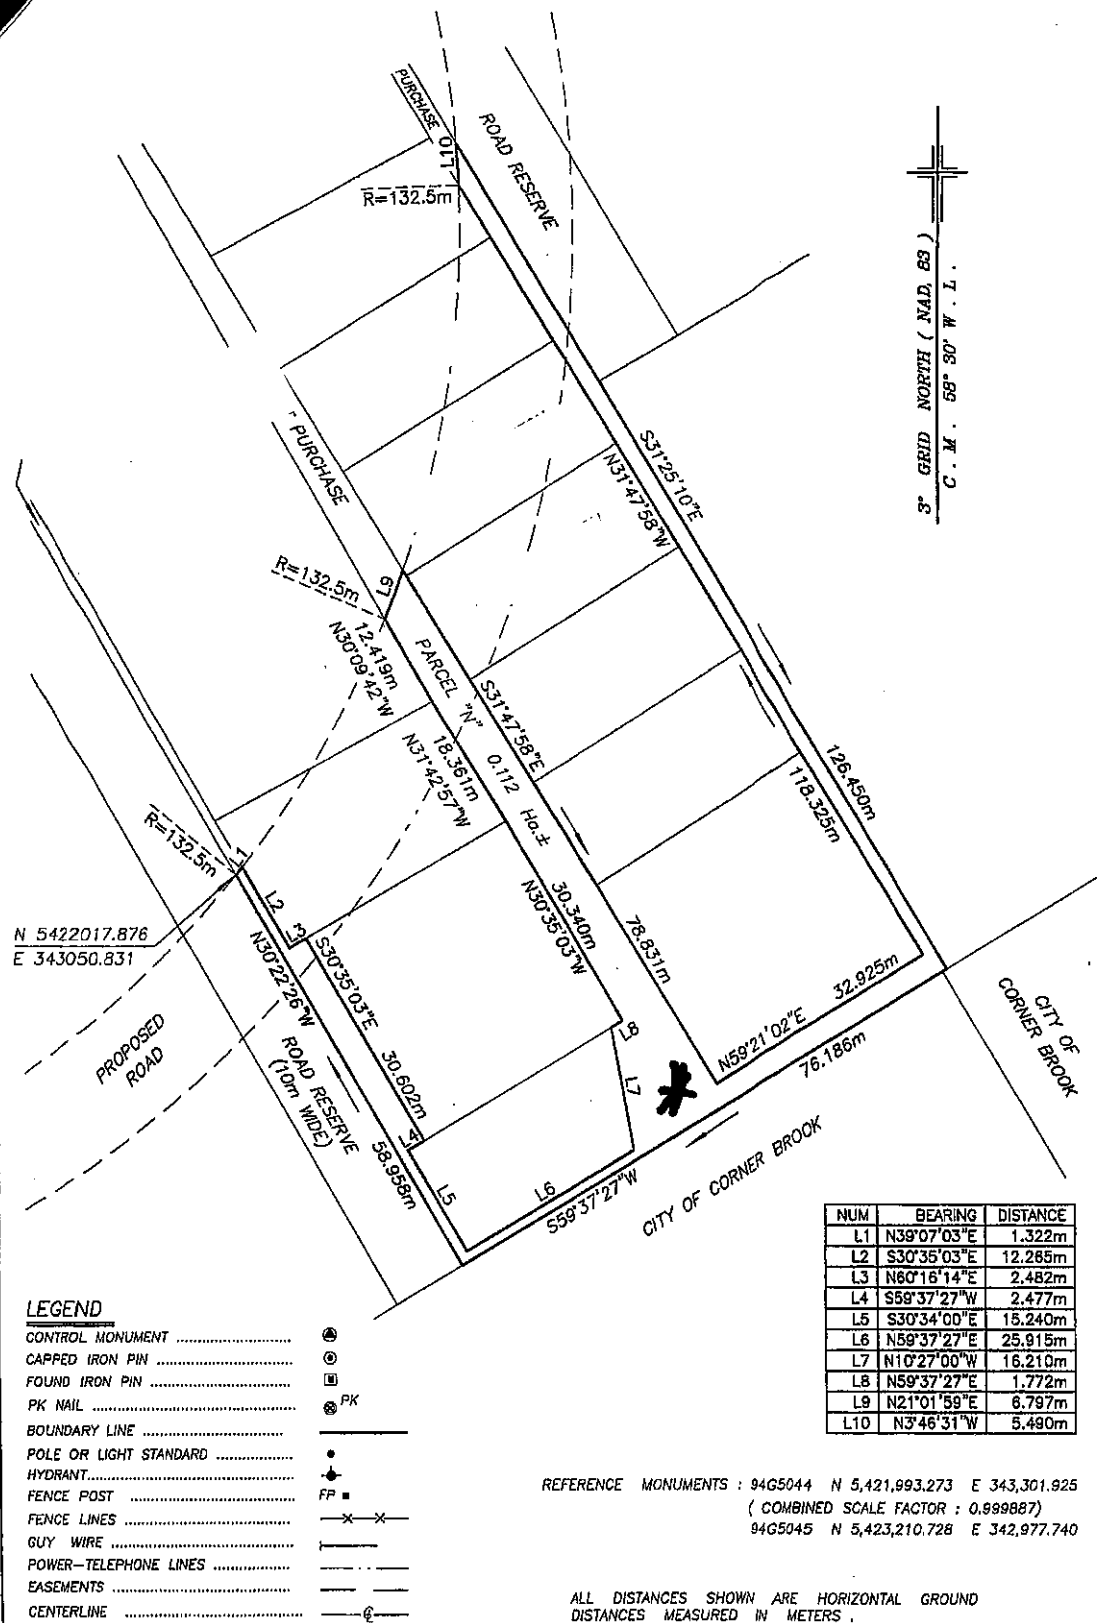 PURCHASE
L10
ROAD RESERVE
R=132.5m
3° GRID NORTH ( NAD, 83 )
C . M . 58° 30' W . L .
PURCHASE
S31°25'10"E
N31°47'58"W
R=132.5m
L9
12.419m
N30°09'42"W
PARCEL "N" 0.112 Ha.±
S31°47'58"E
18.361m
N31°42'57"W
126.450m
118.325m
R=132.5m
L1
L2
L3
N 5422017.876
E 343050.831
N30°22'26"W
S30°35'03"E
30.340m
N30°35'03"W
78.831m
32.925m
N59°21'02"E
76.186m
CITY OF
CORNER BROOK
PROPOSED
ROAD
ROAD RESERVE
(10m WIDE)
30.602m
58.958m
L4
L5
L6
L7
L8
S59°37'27"W
CITY OF CORNER BROOK
NUM BEARING DISTANCE
L1 N39°07'03"E 1.322m
L2 S30°35'03"E 12.265m
L3 N60°16'14"E 2.482m
L4 S59°37'27"W 2.477m
L5 S30°34'00"E 15.240m
L6 N59°37'27"E 25.915m
L7 N10°27'00"W 16.210m
L8 N59°37'27"E 1.772m
L9 N21°01'59"E 6.797m
L10 N3°46'31"W 5.490m
LEGEND
CONTROL MONUMENT
CAPPED IRON PIN
FOUND IRON PIN
PK NAIL PK
BOUNDARY LINE
POLE OR LIGHT STANDARD
HYDRANT
FENCE POST FP
FENCE LINES
GUY WIRE
POWER-TELEPHONE LINES
EASEMENTS
CENTERLINE
REFERENCE MONUMENTS : 94G5044 N 5,421,993.273 E 343,301.925
( COMBINED SCALE FACTOR : 0.999887)
94G5045 N 5,423,210.728 E 342,977.740
ALL DISTANCES SHOWN ARE HORIZONTAL GROUND
DISTANCES MEASURED IN METERS .